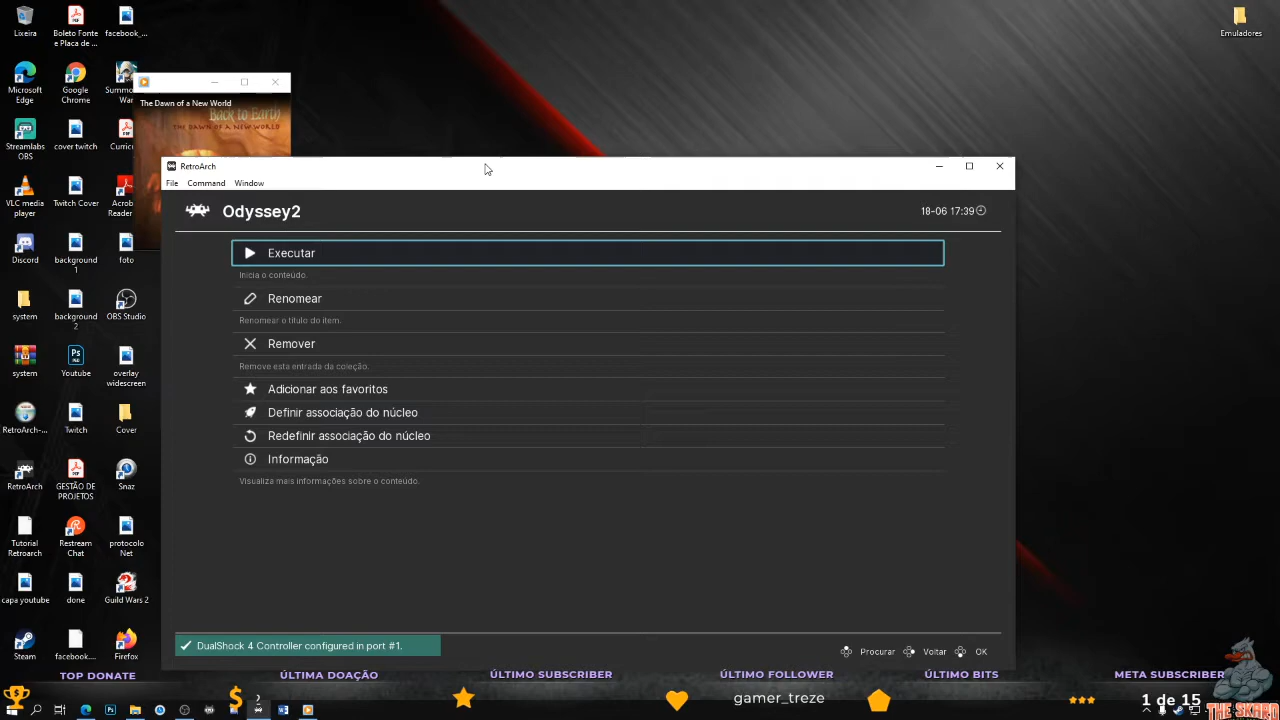 Lixeira
Boleto Fonte
e Placa de ...
facebook_...
Emuladores
Microsoft
Edge
Google
Chrome
Summo
War
The Dawn of a New World
Back to Earth
THE DAWN OF A NEW WORLD
Streamlabs
OBS
cover twitch
Curric
RetroArch
File
Command
Window
VLC media
player
Twitch Cover
Acrob
Reader
Odyssey2
18-06 17:39
Discord
background
1
foto
Executar
Inicia o conteúdo.
Renomear
Renomear o título do item.
system
background
2
OBS Studio
Remover
Remove esta entrada da coleção.
system
Ps
Youtube
overlay
widescreen
Adicionar aos favoritos
Definir associação do núcleo
RetroArch-...
Twitch
Cover
Redefinir associação do núcleo
Informação
Visualiza mais informações sobre o conteúdo.
RetroArch
GESTÃO DE
PROJETOS
Snaz
Tutorial
Retroarch
Restream
Chat
protocolo
Net
capa youtube
done
Guild Wars 2
Steam
facebook....
Firefox
DualShock 4 Controller configured in port #1.
Procurar
Voltar
OK
TOP DONATE
ÚLTIMA DOAÇÃO
ÚLTIMO SUBSCRIBER
ÚLTIMO FOLLOWER
ÚLTIMO BITS
META SUBSCRIBER
gamer_treze
1 de 15
THE SKARD